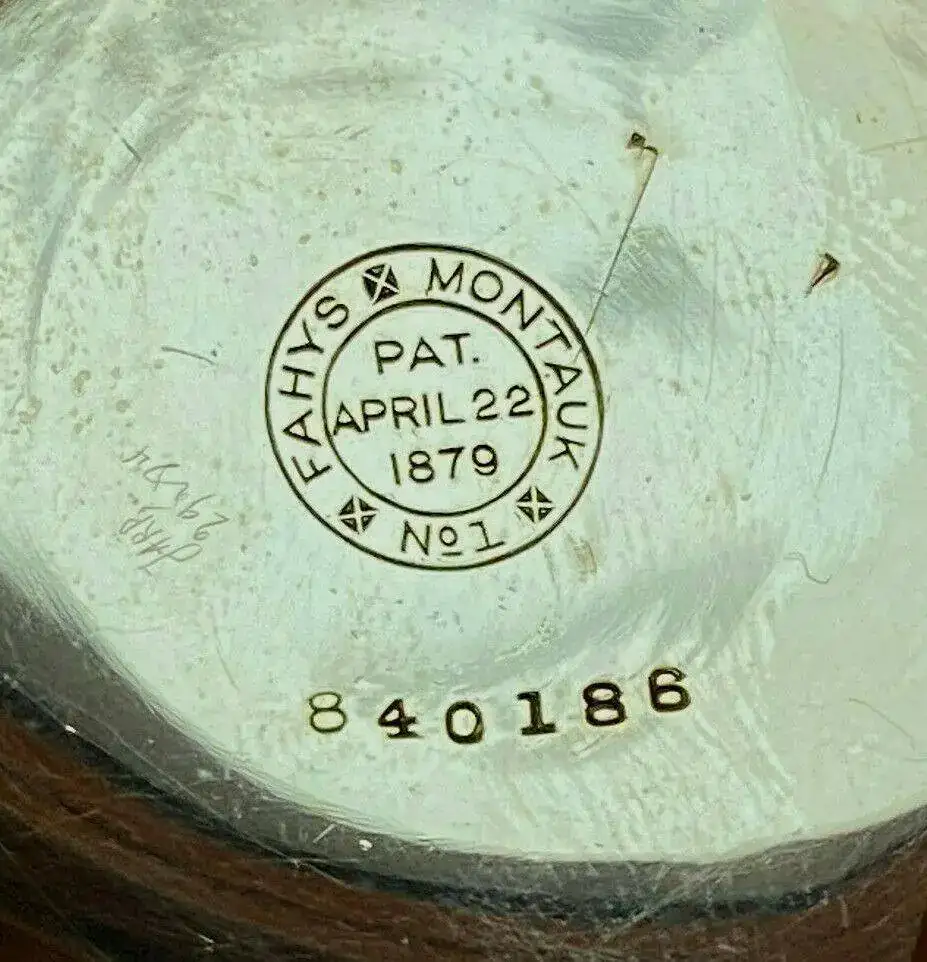 FAHYS MONTAUK
PAT.
APRIL 22
1879
No 1
840186